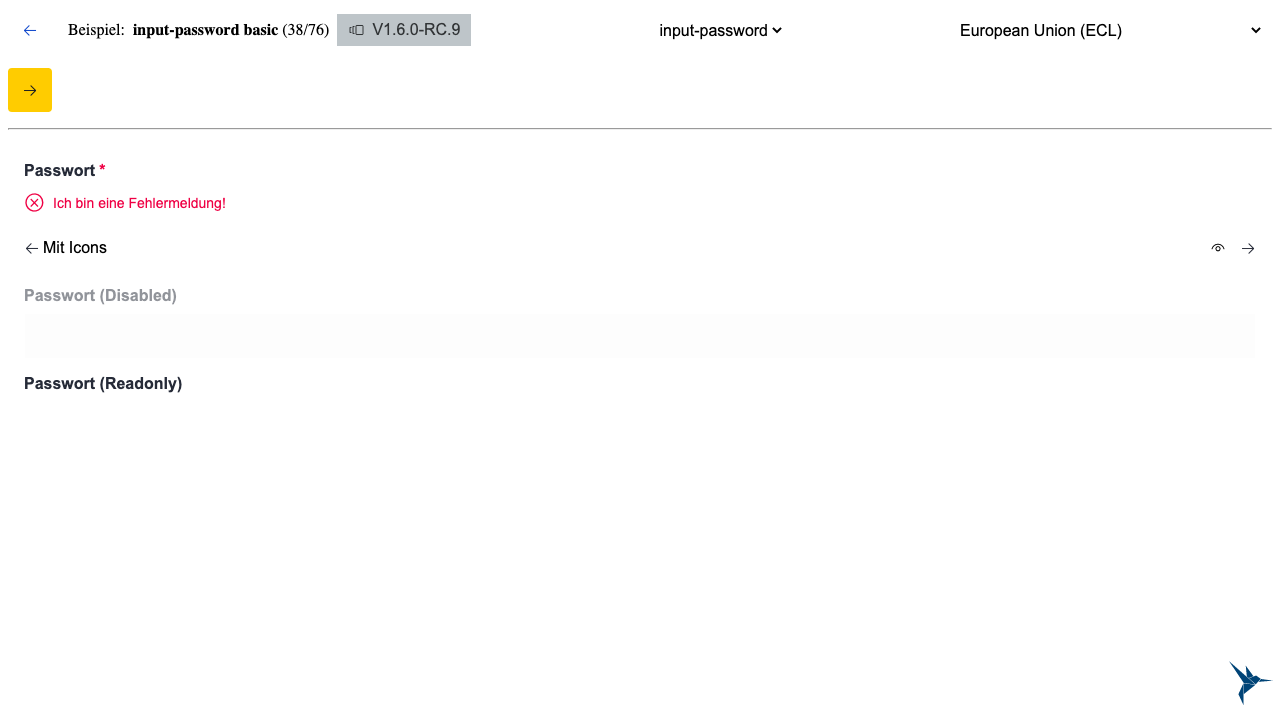 Beispiel: input-password basic (38/76) V1.6.0-RC.9 input-password European Union (ECL)
Passwort *
Ich bin eine Fehlermeldung!
Mit Icons
Passwort (Disabled)
Passwort (Readonly)